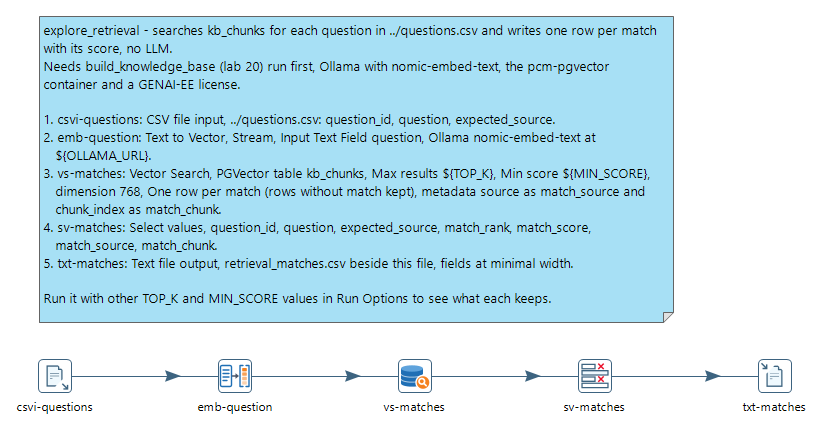 explore_retrieval - searches kb_chunks for each question in ../questions.csv and writes one row per match
with its score, no LLM.
Needs build_knowledge_base (lab 20) run first, Ollama with nomic-embed-text, the pcm-pgvector
container and a GENAI-EE license.
1. csvi-questions: CSV file input, ../questions.csv: question_id, question, expected_source.
2. emb-question: Text to Vector, Stream, Input Text Field question, Ollama nomic-embed-text at
${OLLAMA_URL}.
3. vs-matches: Vector Search, PGVector table kb_chunks, Max results ${TOP_K}, Min score ${MIN_SCORE},
dimension 768, One row per match (rows without match kept), metadata source as match_source and
chunk_index as match_chunk.
4. sv-matches: Select values, question_id, question, expected_source, match_rank, match_score,
match_source, match_chunk.
5. txt-matches: Text file output, retrieval_matches.csv beside this file, fields at minimal width.
Run it with other TOP_K and MIN_SCORE values in Run Options to see what each keeps.
csvi-questions
emb-question
vs-matches
sv-matches
txt-matches